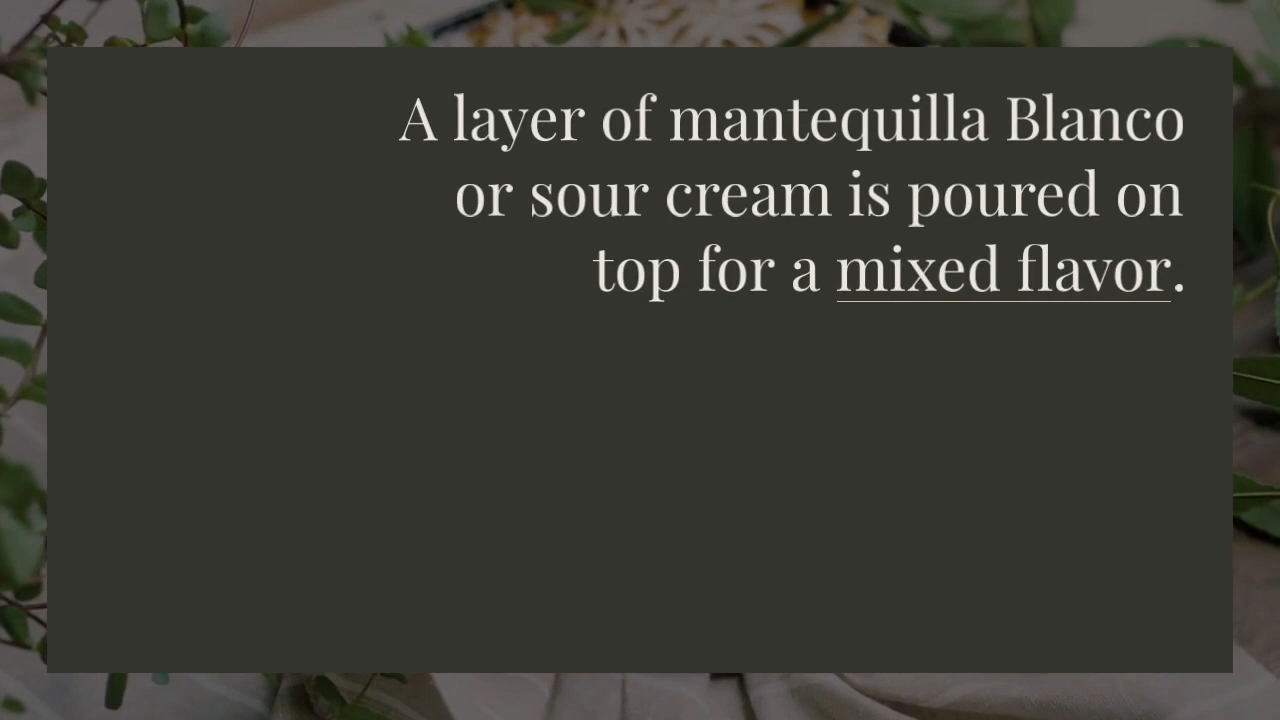 A layer of mantequilla Blanco
or sour cream is poured on
top for a mixed flavor.